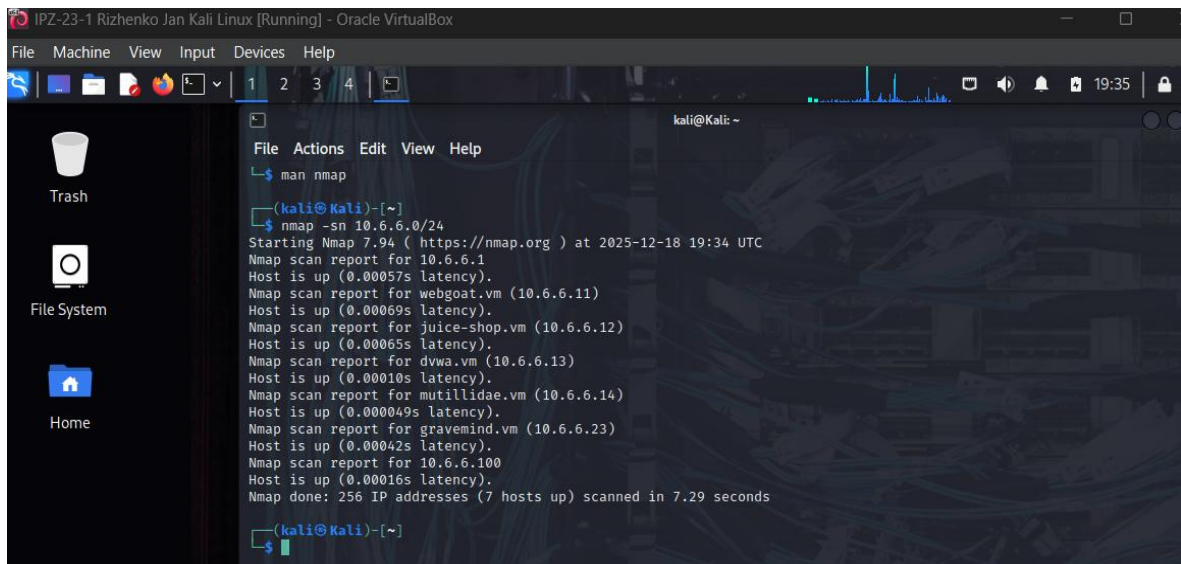 IPZ-23-1 Rizhenko Jan Kali Linux [Running] - Oracle VirtualBox
File Machine View Input Devices Help
1 2 3 4
19:35
kali@Kali: ~
File Actions Edit View Help
└─$ man nmap
┌──(kali㉿Kali)-[~]
└─$ nmap -sn 10.6.6.0/24
Starting Nmap 7.94 ( https://nmap.org ) at 2025-12-18 19:34 UTC
Nmap scan report for 10.6.6.1
Host is up (0.00057s latency).
Nmap scan report for webgoat.vm (10.6.6.11)
Host is up (0.00069s latency).
Nmap scan report for juice-shop.vm (10.6.6.12)
Host is up (0.00065s latency).
Nmap scan report for dvwa.vm (10.6.6.13)
Host is up (0.00010s latency).
Nmap scan report for mutillidae.vm (10.6.6.14)
Host is up (0.000049s latency).
Nmap scan report for gravemind.vm (10.6.6.23)
Host is up (0.00042s latency).
Nmap scan report for 10.6.6.100
Host is up (0.00016s latency).
Nmap done: 256 IP addresses (7 hosts up) scanned in 7.29 seconds
┌──(kali㉿Kali)-[~]
└─$
Trash
File System
Home